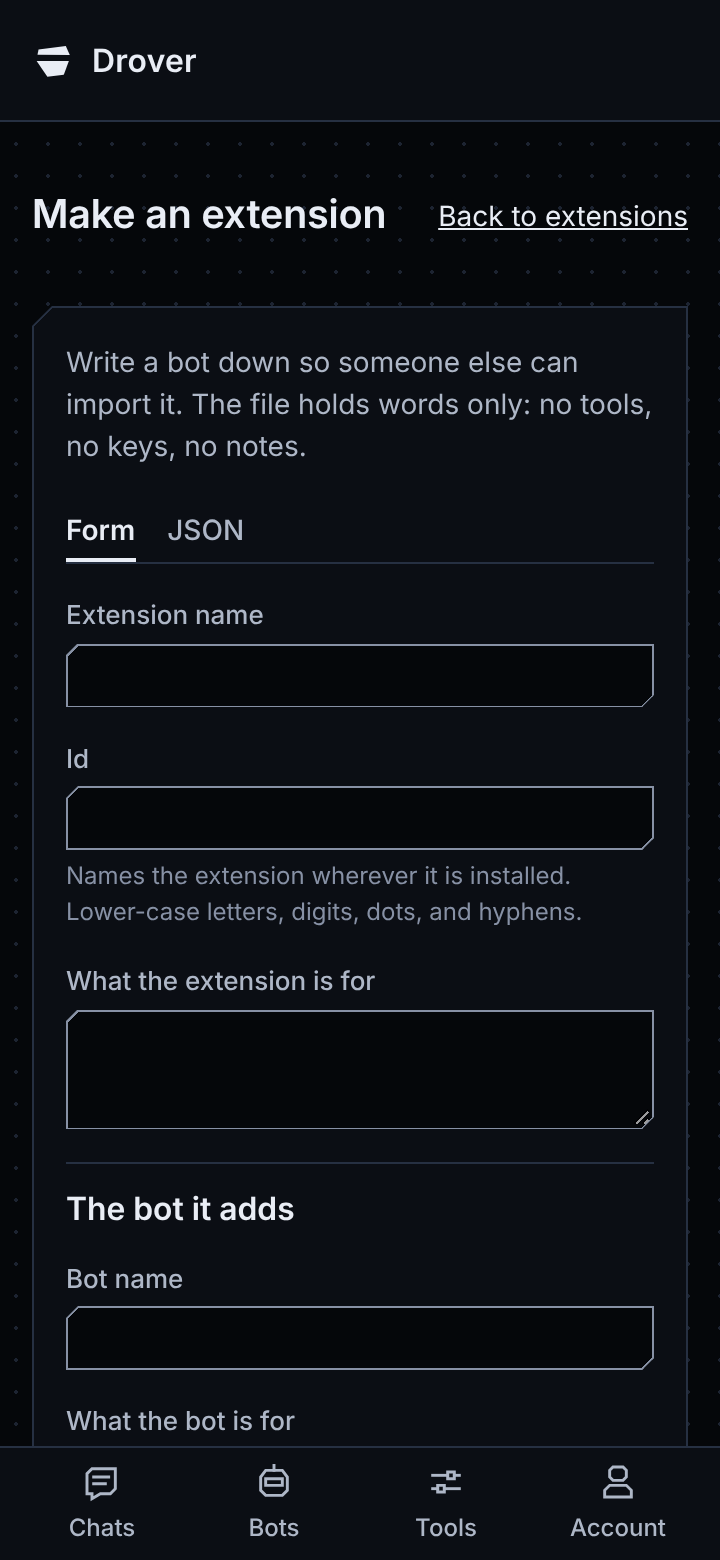 Drover
Make an extension
Back to extensions
Write a bot down so someone else can
import it. The file holds words only: no tools,
no keys, no notes.
Form
JSON
Extension name
Id
Names the extension wherever it is installed.
Lower-case letters, digits, dots, and hyphens.
What the extension is for
The bot it adds
Bot name
What the bot is for
Chats
Bots
Tools
Account